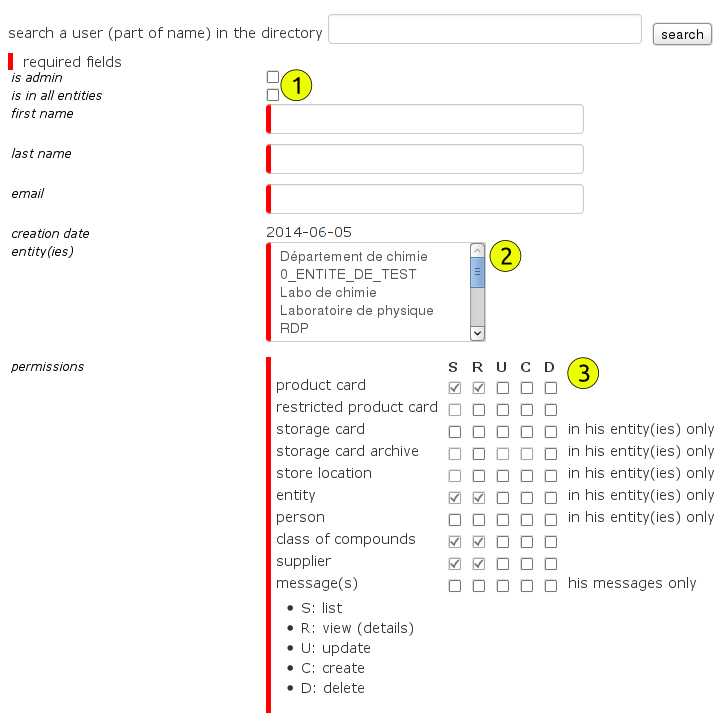 search a user (part of name) in the directory search
required fields
is admin
1
is in all entities
first name
last name
email
creation date 2014-06-05
entity(ies)
Département de chimie
2
0_ENTITE_DE_TEST
Labo de chimie
Laboratoire de physique
RDP
permissions S R U C D
3
product card
restricted product card
storage card in his entity(ies) only
storage card archive in his entity(ies) only
store location in his entity(ies) only
entity in his entity(ies) only
person in his entity(ies) only
class of compounds
supplier
message(s) his messages only
• S: list
• R: view (details)
• U: update
• C: create
• D: delete